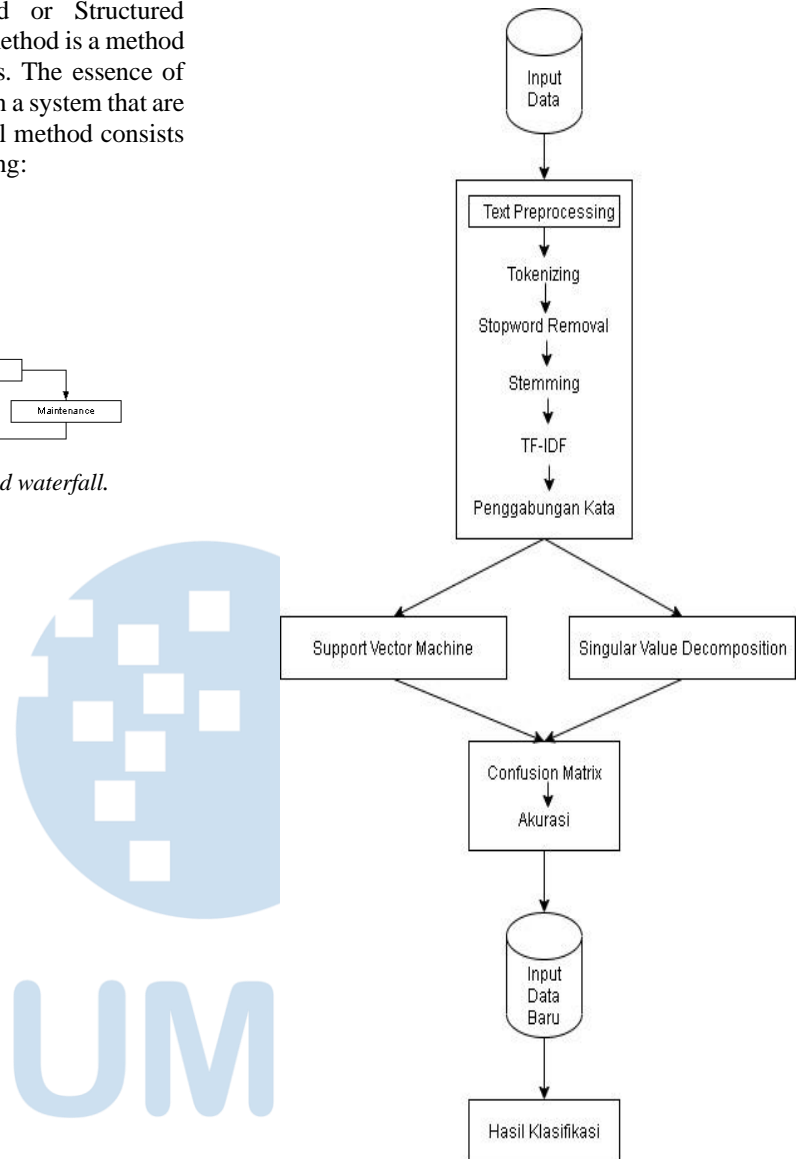 d or Structured
ethod is a method
s. The essence of
n a system that are
l method consists
ng:
Maintenance
d waterfall.
UM
Input
Data
Text Preprocessing
Tokenizing
Stopword Removal
Stemming
TF-IDF
Penggabungan Kata
Support Vector Machine
Singular Value Decomposition
Confusion Matrix
Akurasi
Input
Data
Baru
Hasil Klasifikasi